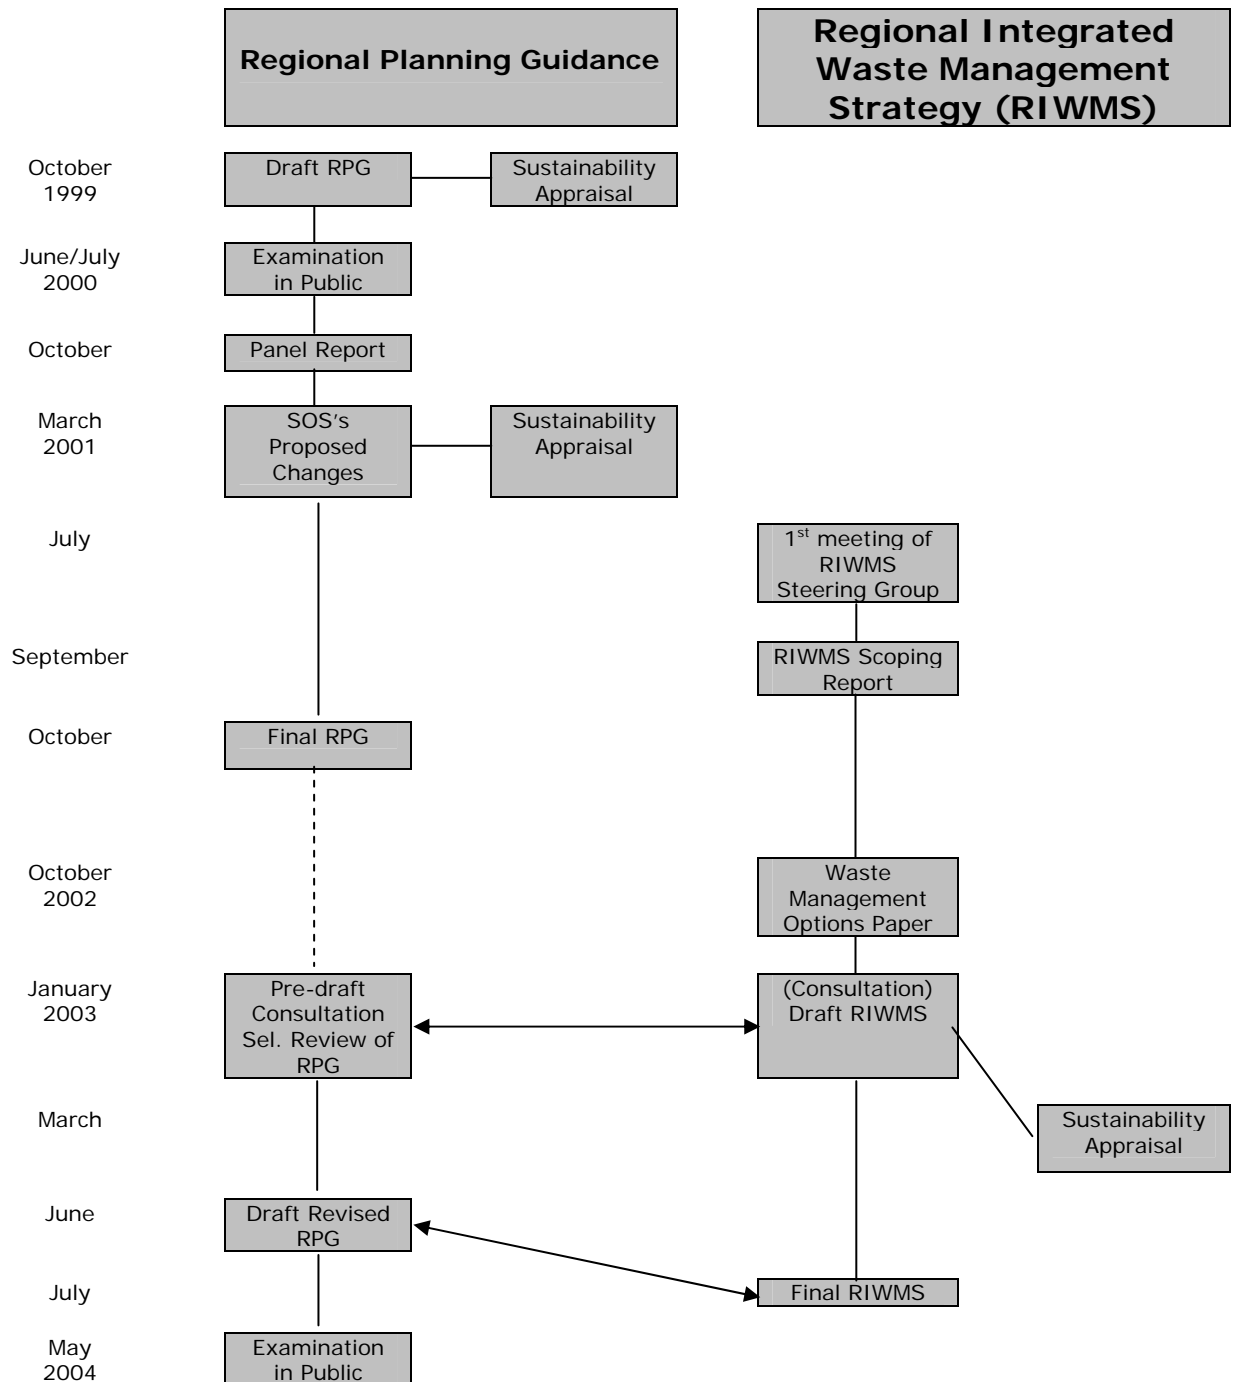 Regional Planning Guidance
Regional Integrated
Waste Management
Strategy (RIWMS)
October
1999
Draft RPG
Sustainability
Appraisal
June/July
2000
Examination
in Public
October
Panel Report
March
2001
SOS's
Proposed
Changes
Sustainability
Appraisal
July
1st meeting of
RIWMS
Steering Group
September
RIWMS Scoping
Report
October
Final RPG
October
2002
Waste
Management
Options Paper
January
2003
Pre-draft
Consultation
Sel. Review of
RPG
(Consultation)
Draft RIWMS
March
Sustainability
Appraisal
June
Draft Revised
RPG
July
Final RIWMS
May
2004
Examination
in Public